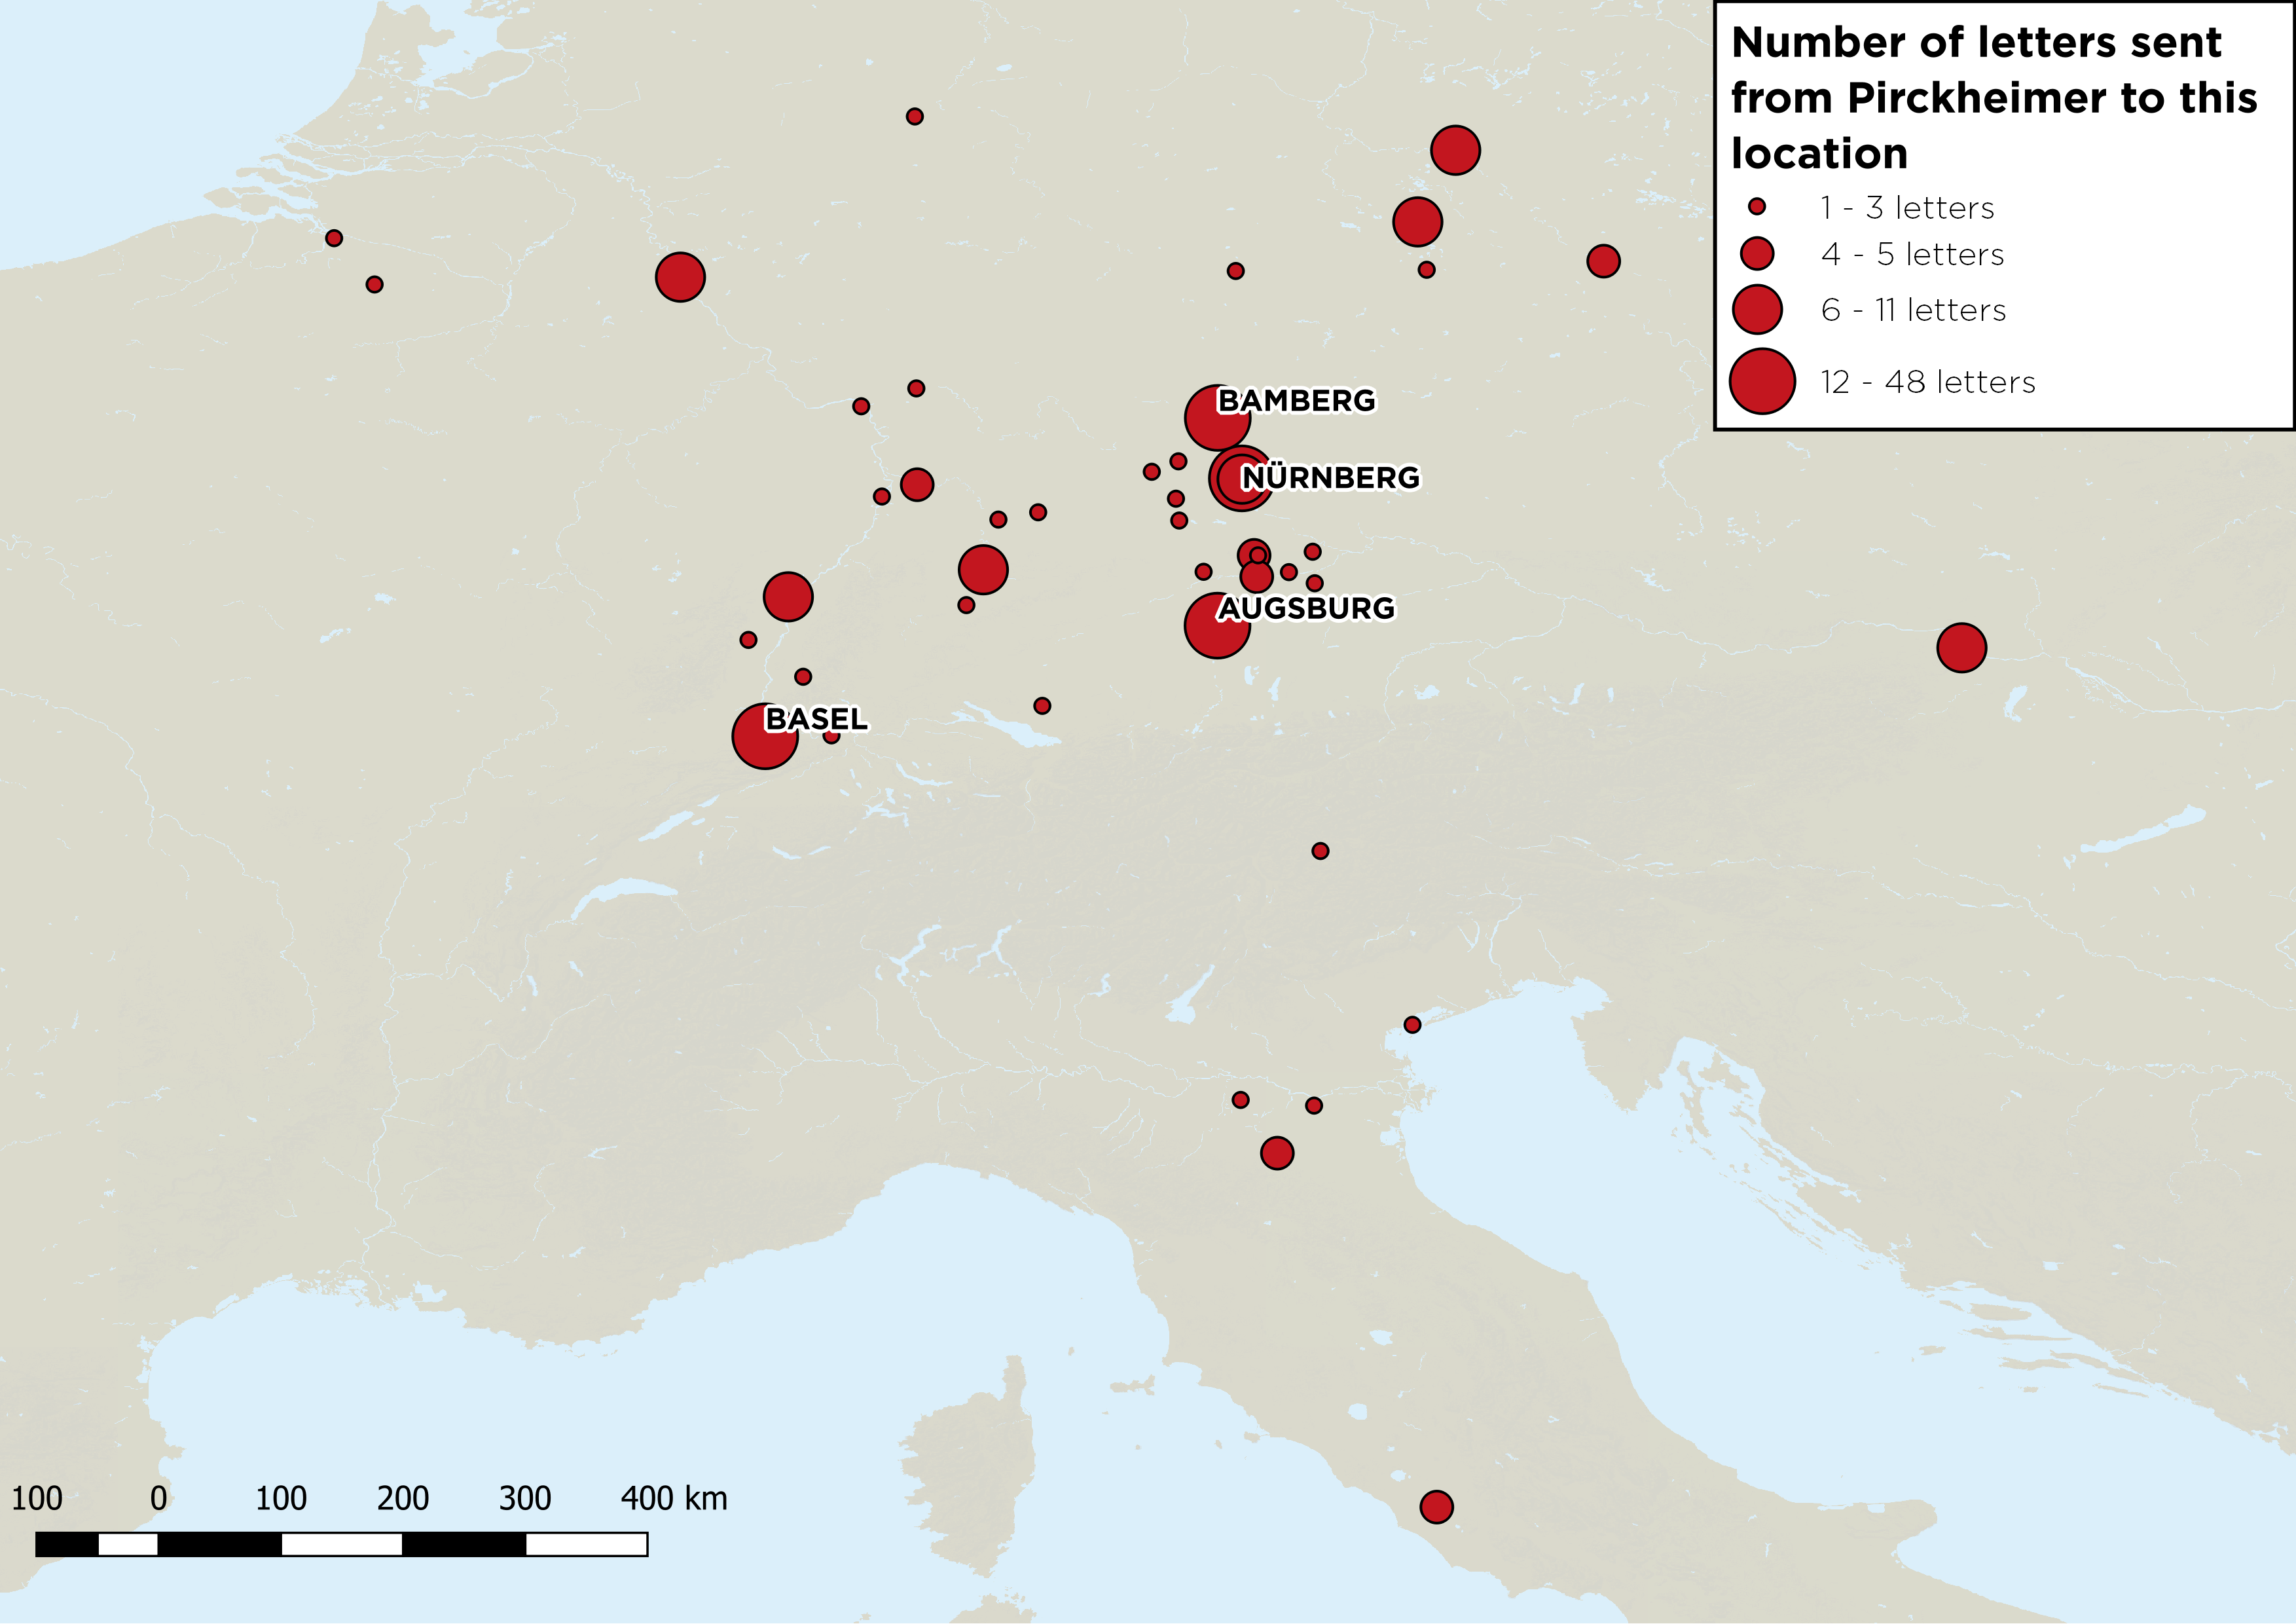 Number of letters sent
from Pirckheimer to this
location
1 - 3 letters
4 - 5 letters
6 - 11 letters
12 - 48 letters
BAMBERG
NÜRNBERG
AUGSBURG
BASEL
100 0 100 200 300 400 km